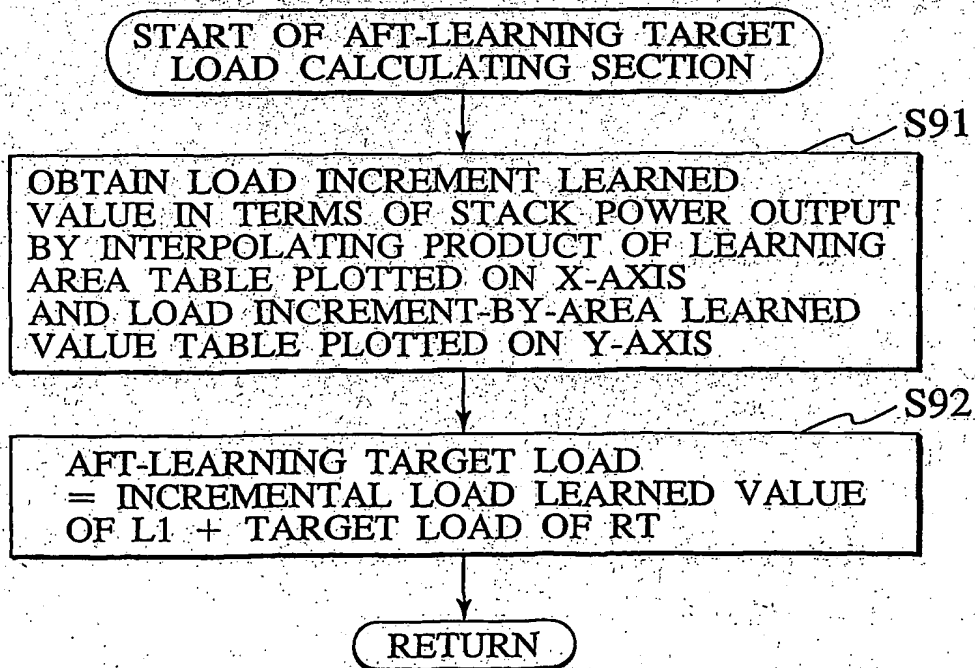 START OF AFT-LEARNING TARGET
LOAD CALCULATING SECTION
S91
OBTAIN LOAD INCREMENT LEARNED
VALUE IN TERMS OF STACK POWER OUTPUT
BY INTERPOLATING PRODUCT OF LEARNING
AREA TABLE PLOTTED ON X-AXIS
AND LOAD INCREMENT-BY-AREA LEARNED
VALUE TABLE PLOTTED ON Y-AXIS
S92
AFT-LEARNING TARGET LOAD
= INCREMENTAL LOAD LEARNED VALUE
OF L1 + TARGET LOAD OF RT
RETURN